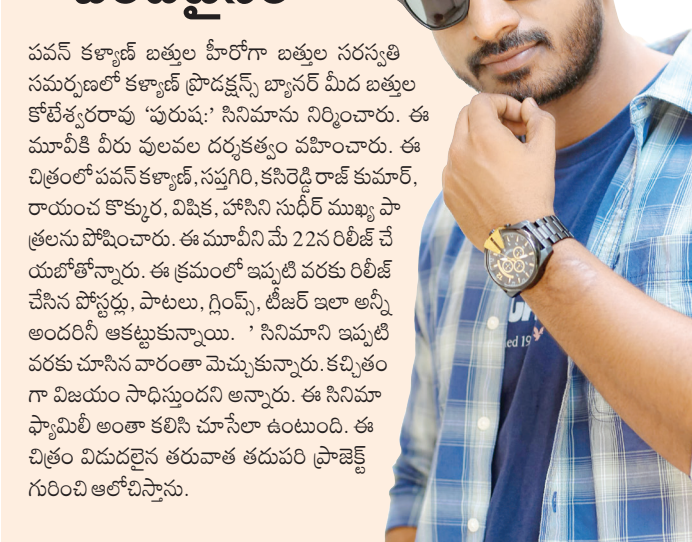 పవన్ కళ్యాణ్ బత్తుల హీరోగా బత్తుల సరస్వతి
సమర్పణలో కళ్యాణ్ ప్రొడక్షన్స్ బ్యానర్ మీద బత్తుల
కోటేశ్వరరావు ‘పురుష:’ సినిమాను నిర్మించారు. ఈ
మూవీకి వీరు వులవల దర్శకత్వం వహించారు. ఈ
చిత్రంలో పవన్ కళ్యాణ్, సప్తగిరి, కసిరెడ్డి రాజ్ కుమార్,
రాయంచ కొక్కుర, విషిక, హాసిని సుధీర్ ముఖ్య పా
త్రలను పోషించారు. ఈ మూవీని మే 22న రిలీజ్ చే
యబోతోన్నారు. ఈ క్రమంలో ఇప్పటి వరకు రిలీజ్
చేసిన పోస్టర్లు, పాటలు, గ్లింప్స్, టీజర్ ఇలా అన్నీ
అందరినీ ఆకట్టుకున్నాయి. ’ సినిమాని ఇప్పటి
వరకు చూసిన వారంతా మెచ్చుకున్నారు. కచ్చితం
గా విజయం సాధిస్తుందని అన్నారు. ఈ సినిమా
ఫ్యామిలీ అంతా కలిసి చూసేలా ఉంటుంది. ఈ
చిత్రం విడుదలైన తరువాత తదుపరి ప్రాజెక్ట్
గురించి ఆలోచిస్తాను.